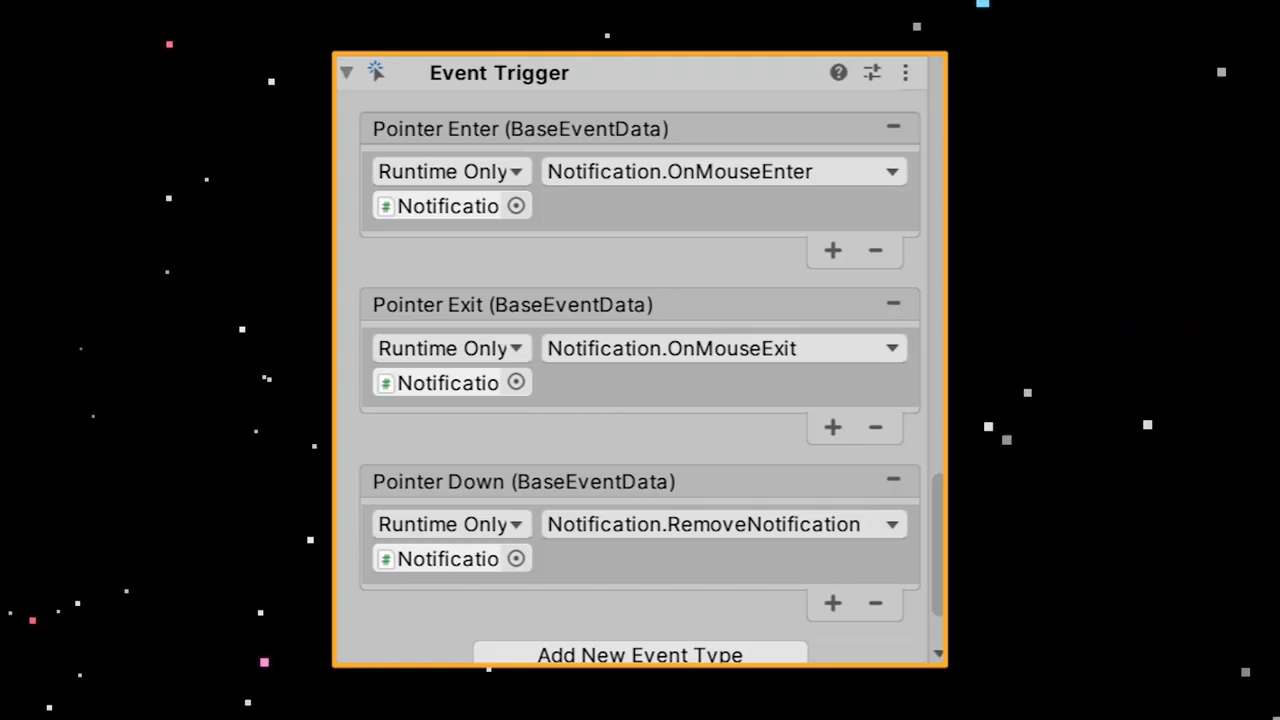 Event Trigger
Pointer Enter (BaseEventData)
Runtime Only Notification.OnMouseEnter
Notificatio
Pointer Exit (BaseEventData)
Runtime Only Notification.OnMouseExit
Notificatio
Pointer Down (BaseEventData)
Runtime Only Notification.RemoveNotification
Notificatio
Add New Event Type